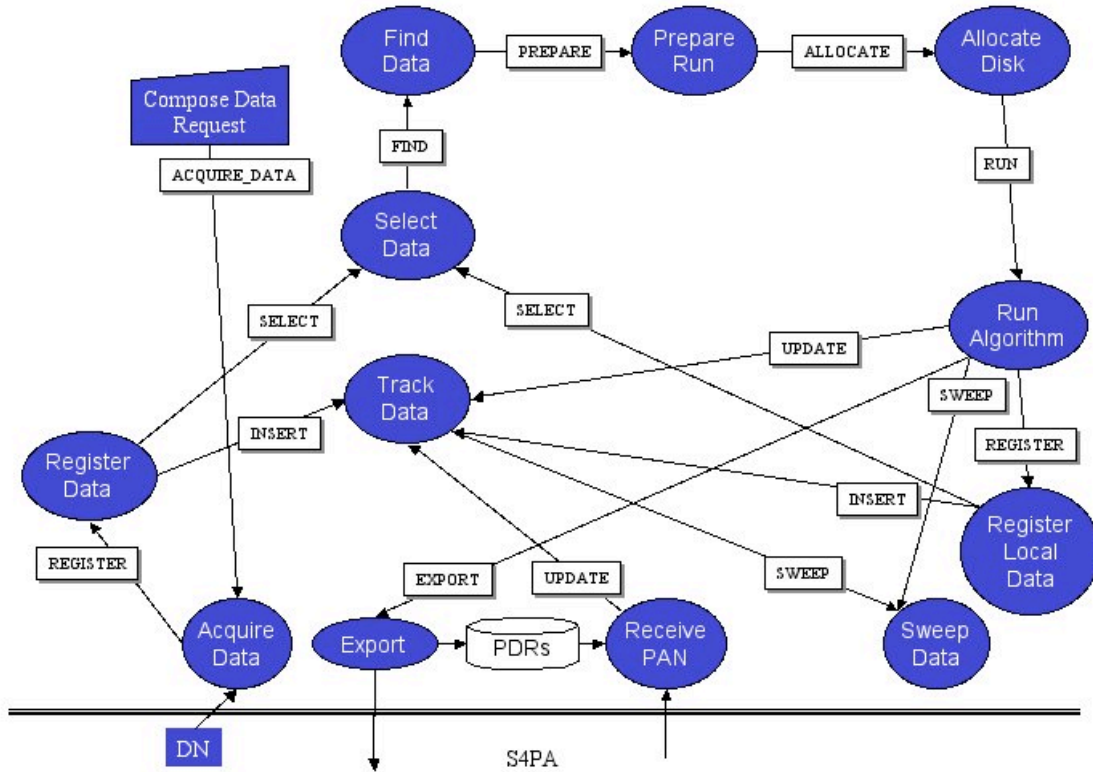 Find
Data
PREPARE
Prepare
Run
ALLOCATE
Allocate
Disk
Compose Data
Request
ACQUIRE_DATA
FIND
RUN
Select
Data
SELECT
SELECT
Run
Algorithm
UPDATE
Track
Data
SWEEP
INSERT
REGISTER
Register
Data
INSERT
Register
Local
Data
REGISTER
EXPORT
UPDATE
SWEEP
Acquire
Data
Export
PDRs
Receive
PAN
Sweep
Data
DN
S4PA